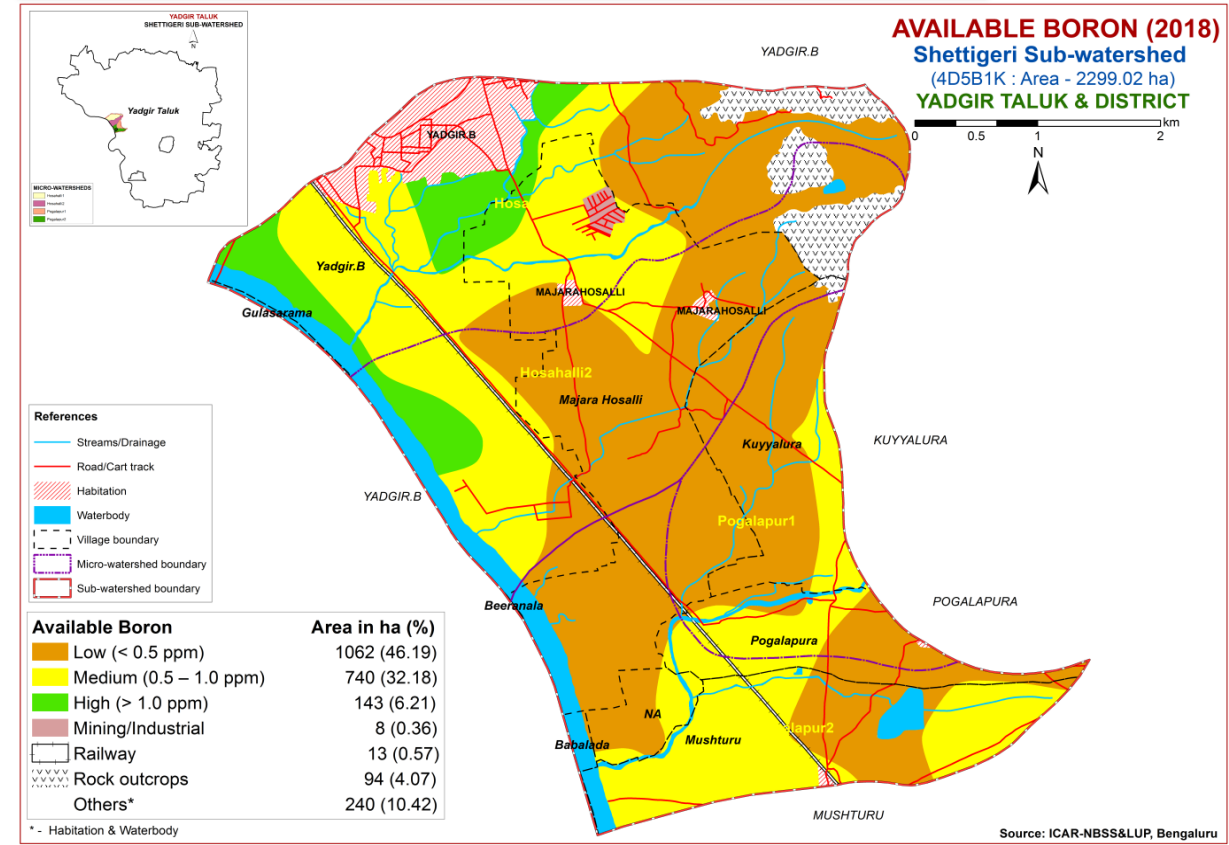 YADGIR TALUK
SHETTIGERI SUB-WATERSHED
N
Yadgir Taluk
MICRO-WATERSHEDS
Hosahalli1
Hosahalli2
Pogalapur1
Pogalapur2
AVAILABLE BORON (2018)
Shettigeri Sub-watershed
(4D5B1K : Area - 2299.02 ha)
YADGIR TALUK & DISTRICT
km
0 0.5 1 2
N
YADGIR.B
YADGIR.B
Hosa
Yadgir.B
MAJARAHOSALLI
MAJARAHOSALLI
Gulasarama
Hosahalli2
Majara Hosalli
Kuyyalura
KUYYALURA
YADGIR.B
Pogalapur1
Beeranala
POGALAPURA
Pogalapura
NA
Mushturu
lapur2
Babalada
MUSHTURU
References
Streams/Drainage
Road/Cart track
Habitation
Waterbody
Village boundary
Micro-watershed boundary
Sub-watershed boundary
Available Boron Area in ha (%)
Low (< 0.5 ppm) 1062 (46.19)
Medium (0.5 – 1.0 ppm) 740 (32.18)
High (> 1.0 ppm) 143 (6.21)
Mining/Industrial 8 (0.36)
Railway 13 (0.57)
Rock outcrops 94 (4.07)
Others* 240 (10.42)
* - Habitation & Waterbody
Source: ICAR-NBSS&LUP, Bengaluru